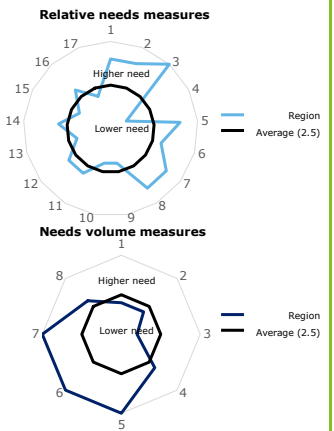 Relative needs measures
1
17
2
16
3
Higher need
15
4
14
Lower need
5
Region
Average (2.5)
13
6
12
7
11
8
10
9
Needs volume measures
1
8
Higher need
2
7
Lower need
3
Region
Average (2.5)
6
4
5